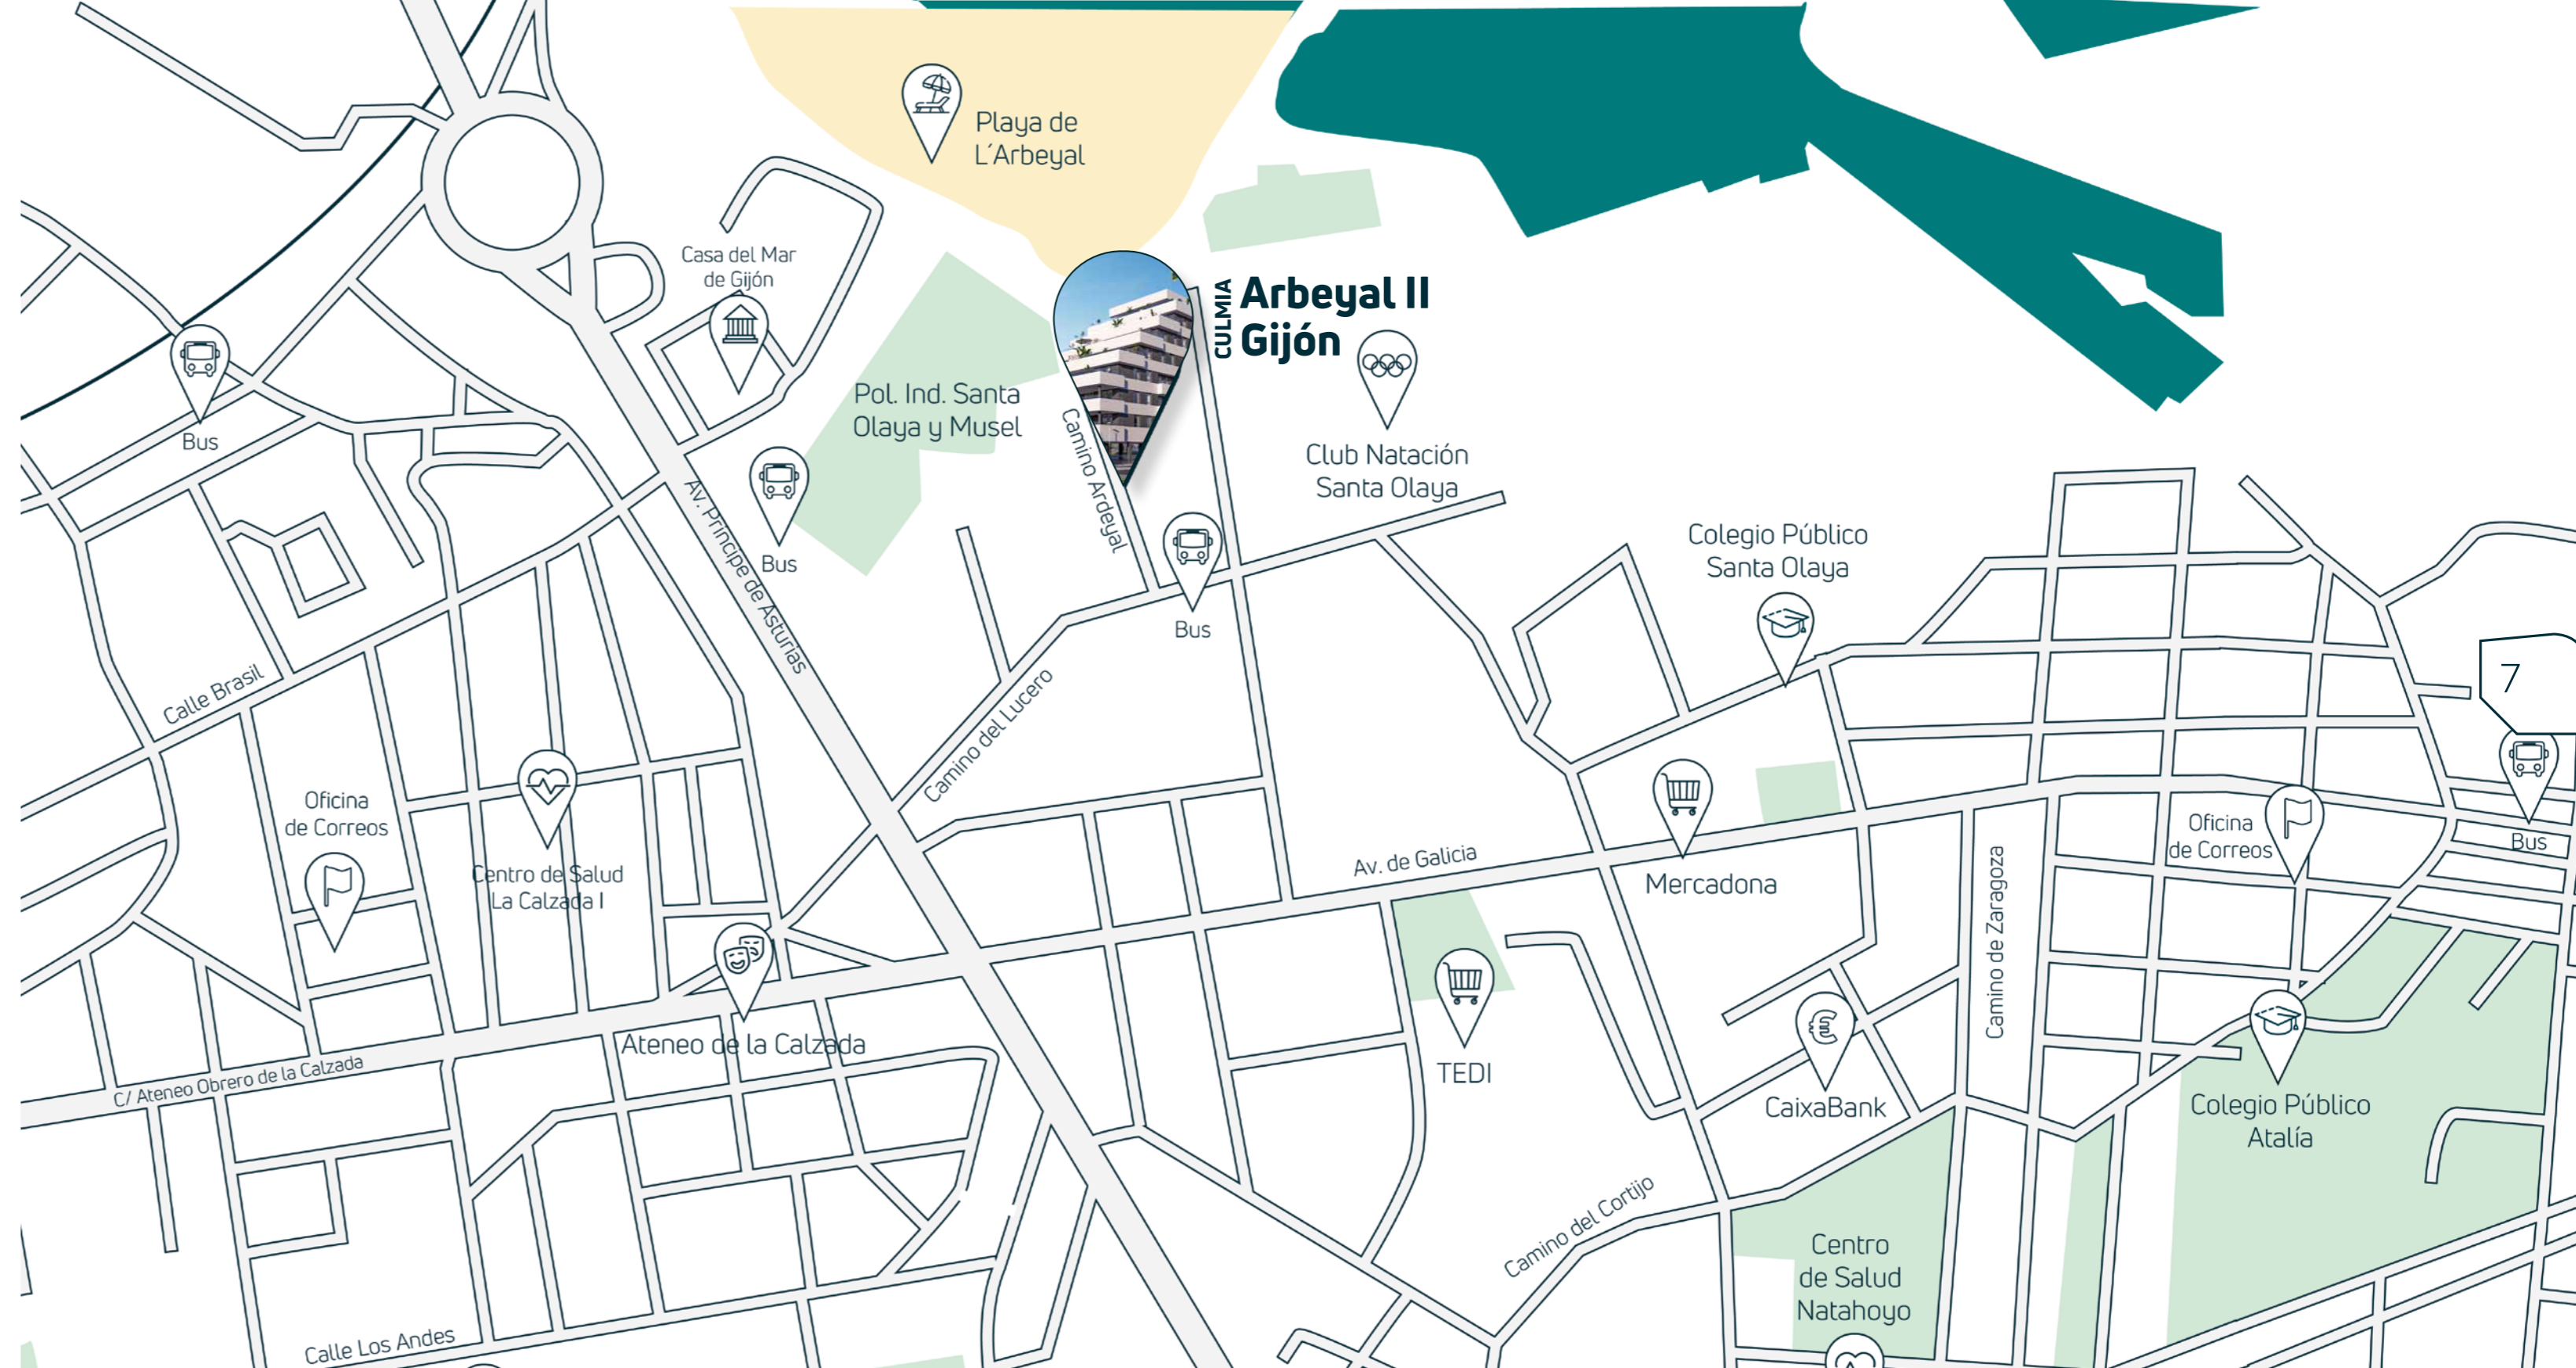 Playa de
L´Arbeyal
Casa del Mar
de Gijón
CULMIA
Arbeyal II
Gijón
Pol. Ind. Santa
Olaya y Musel
Camino Ardeyal
Club Natación
Santa Olaya
Bus
Bus
Av. Príncipe de Asturias
Colegio Público
Santa Olaya
Bus
Calle Brasil
Camino del Lucero
7
Oficina
de Correos
Centro de Salud
La Calzada I
Av. de Galicia
Mercadona
Camino de Zaragoza
Oficina
de Correos
Bus
Ateneo de la Calzada
C/ Ateneo Obrero de la Calzada
TEDI
€
CaixaBank
Colegio Público
Atalía
Camino del Cortijo
Centro
de Salud
Natahoyo
Calle Los Andes